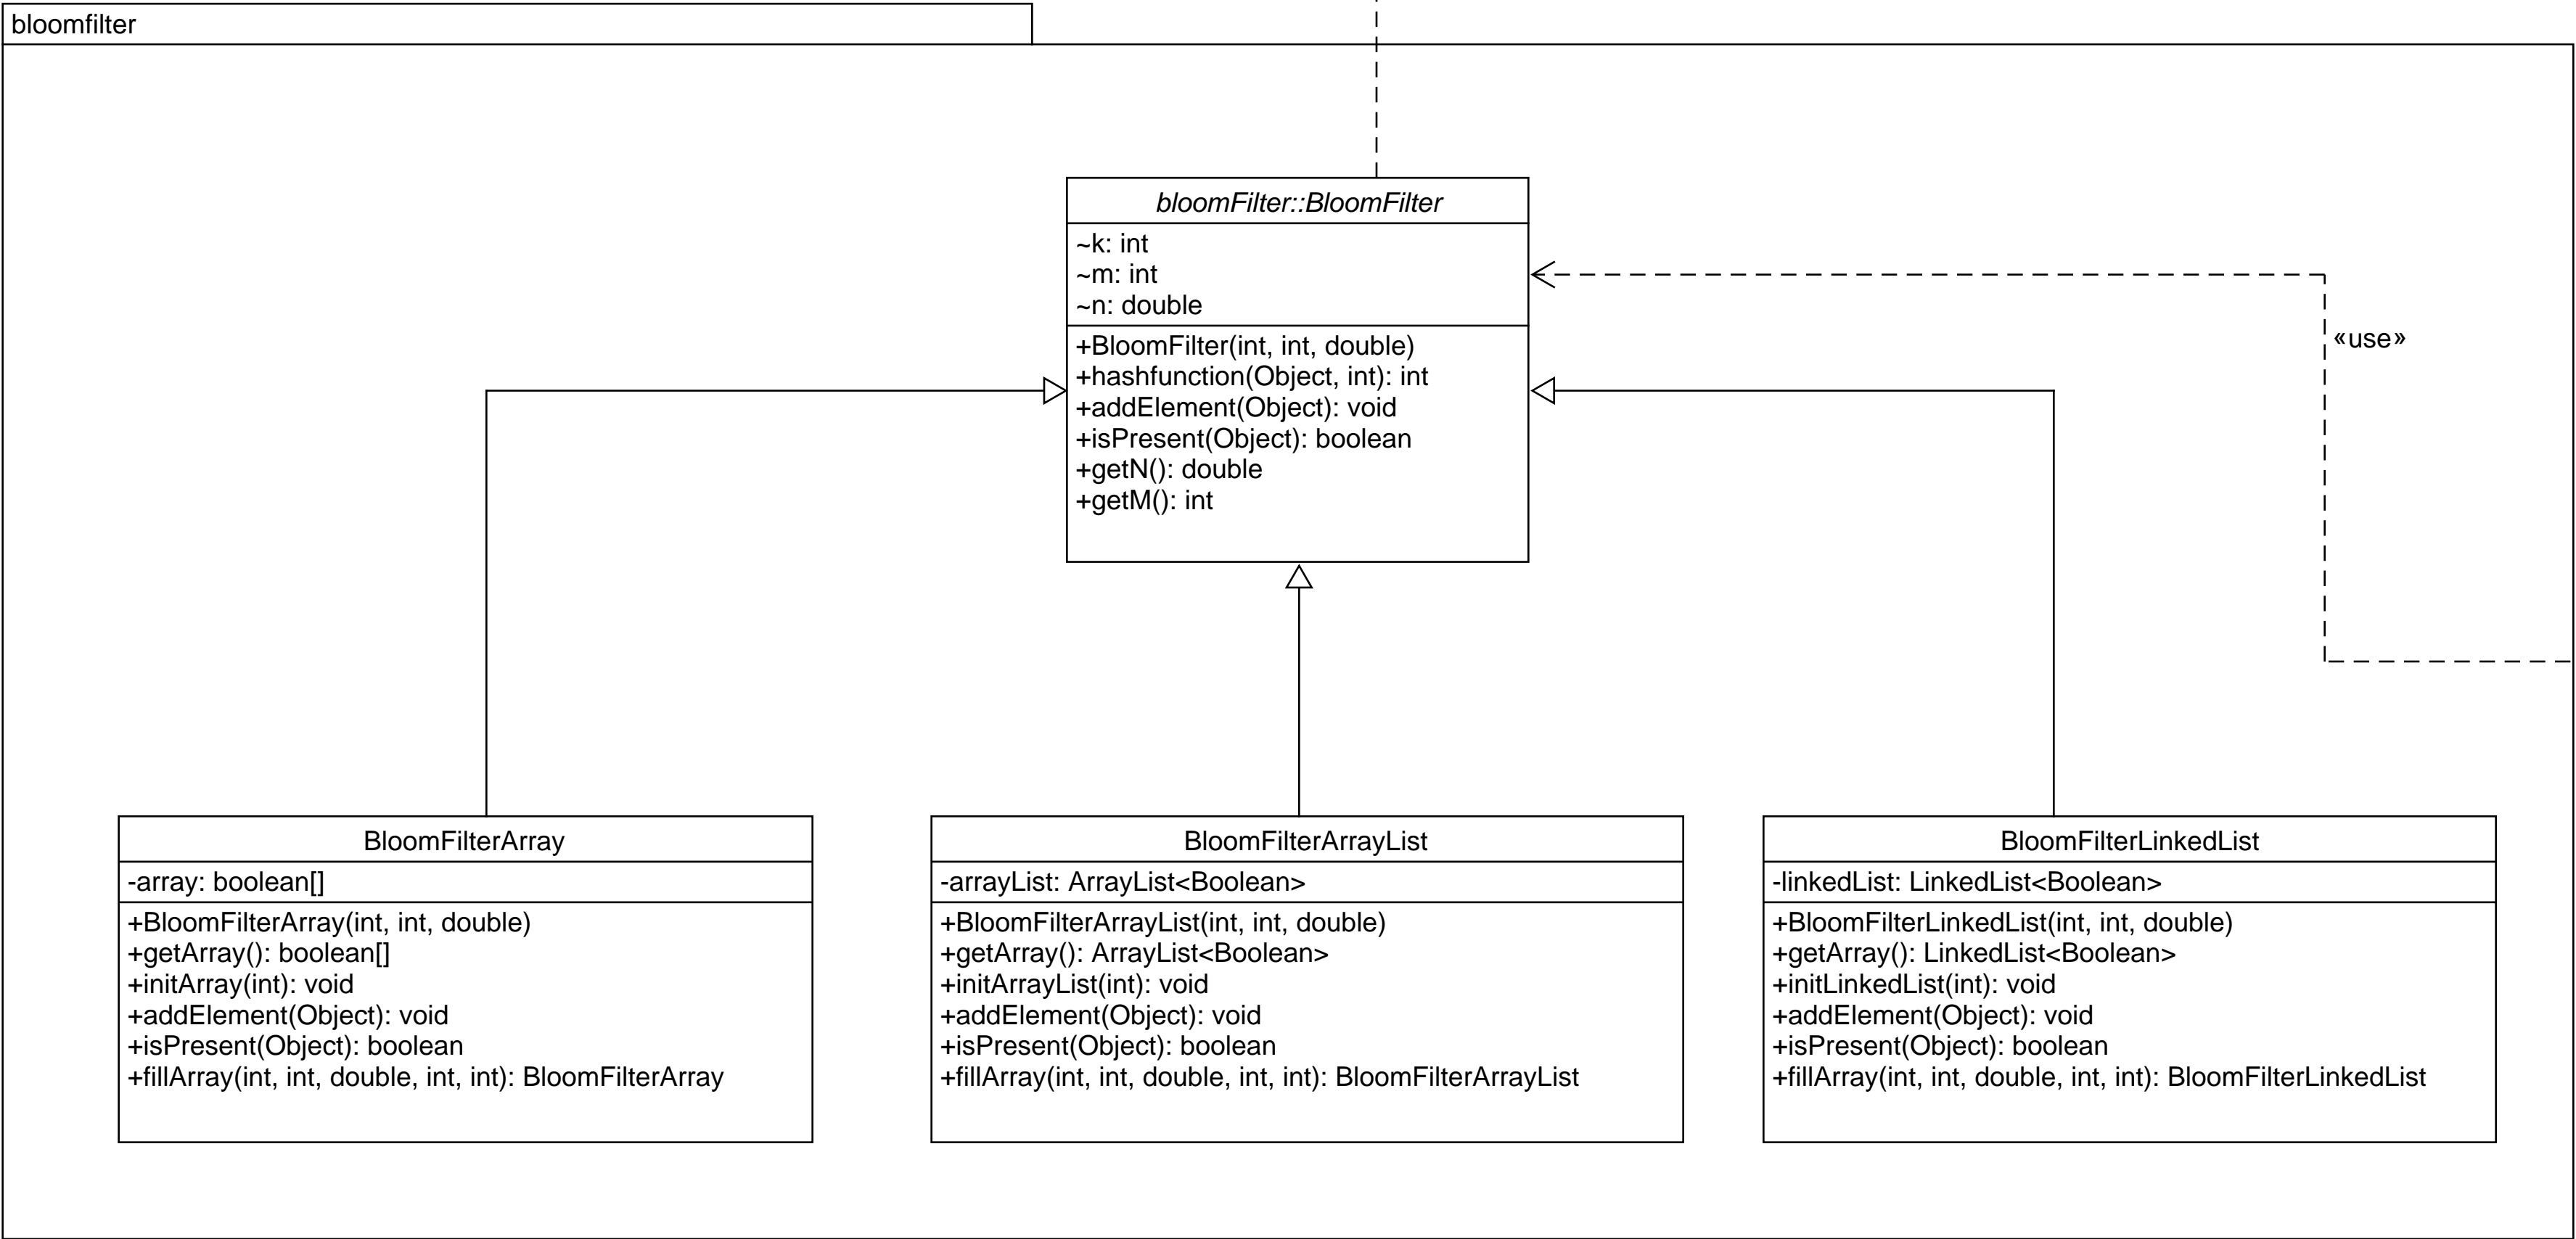 bloomfilter
bloomFilter::BloomFilter
~k: int
~m: int
~n: double
+BloomFilter(int, int, double)
+hashfunction(Object, int): int
+addElement(Object): void
+isPresent(Object): boolean
+getN(): double
+getM(): int
«use»
BloomFilterArray
-array: boolean[]
+BloomFilterArray(int, int, double)
+getArray(): boolean[]
+initArray(int): void
+addElement(Object): void
+isPresent(Object): boolean
+fillArray(int, int, double, int, int): BloomFilterArray
BloomFilterArrayList
-arrayList: ArrayList<Boolean>
+BloomFilterArrayList(int, int, double)
+getArray(): ArrayList<Boolean>
+initArrayList(int): void
+addElement(Object): void
+isPresent(Object): boolean
+fillArray(int, int, double, int, int): BloomFilterArrayList
BloomFilterLinkedList
-linkedList: LinkedList<Boolean>
+BloomFilterLinkedList(int, int, double)
+getArray(): LinkedList<Boolean>
+initLinkedList(int): void
+addElement(Object): void
+isPresent(Object): boolean
+fillArray(int, int, double, int, int): BloomFilterLinkedList